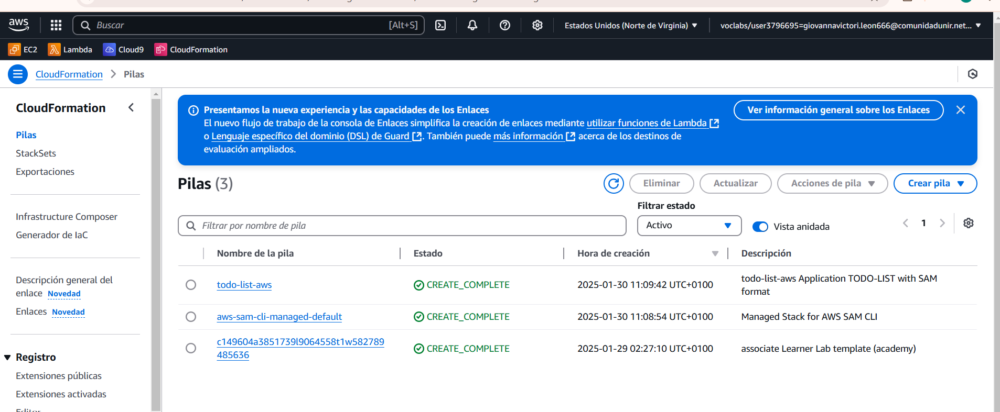 aws
Buscar
[Alt+S]
Estados Unidos (Norte de Virginia)
voclabs/user3796695=giovannavictori.leon666@comunidadunir.net...
EC2
Lambda
Cloud9
CloudFormation
CloudFormation > Pilas
CloudFormation
Pilas
StackSets
Exportaciones
Infrastructure Composer
Generador de IaC
Descripción general del
enlace Novedad
Enlaces Novedad
Registro
Extensiones públicas
Extensiones activadas
Editor
Presentamos la nueva experiencia y las capacidades de los Enlaces
El nuevo flujo de trabajo de la consola de Enlaces simplifica la creación de enlaces mediante utilizar funciones de Lambda
o Lenguaje específico del dominio (DSL) de Guard . También puede más información acerca de los destinos de
evaluación ampliados.
Ver información general sobre los Enlaces
Pilas (3)
Eliminar
Actualizar
Acciones de pila
Crear pila
Filtrar estado
Filtrar por nombre de pila
Activo
Vista anidada
1
Nombre de la pila
Estado
Hora de creación
Descripción
todo-list-aws
CREATE_COMPLETE
2025-01-30 11:09:42 UTC+0100
todo-list-aws Application TODO-LIST with SAM
format
aws-sam-cli-managed-default
CREATE_COMPLETE
2025-01-30 11:08:54 UTC+0100
Managed Stack for AWS SAM CLI
c149604a3851739l9064558t1w582789
485636
CREATE_COMPLETE
2025-01-29 02:27:10 UTC+0100
associate Learner Lab template (academy)